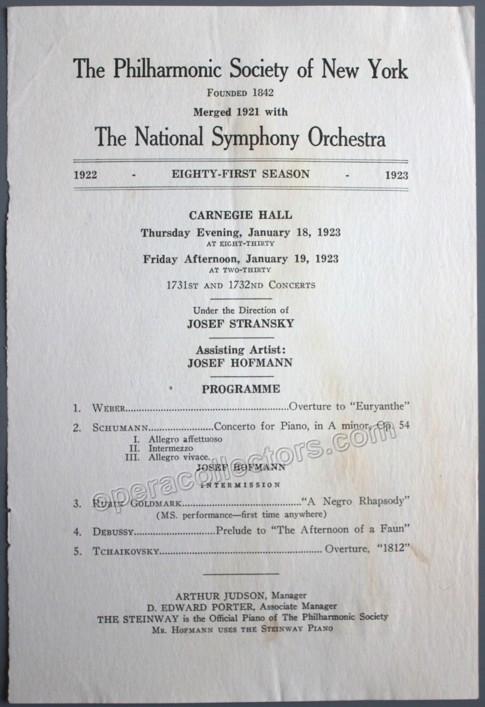 The Philharmonic Society of New York
FOUNDED 1842
Merged 1921 with
The National Symphony Orchestra
1922 - EIGHTY-FIRST SEASON - 1923
CARNEGIE HALL
Thursday Evening, January 18, 1923
AT EIGHT-THIRTY
Friday Afternoon, January 19, 1923
AT TWO-THIRTY
1731ST AND 1732ND CONCERTS
Under the Direction of
JOSEF STRANSKY
Assisting Artist:
JOSEF HOFMANN
PROGRAMME
1. WEBER Overture to "Euryanthe"
2. SCHUMANN Concerto for Piano, in A minor, Op. 54
I. Allegro affettuoso
II. Intermezzo
III. Allegro vivace.
JOSEF HOFMANN
INTERMISSION
operacollectors.com
3. RUBIN GOLDMARK "A Negro Rhapsody"
(MS. performance—first time anywhere)
4. DEBUSSY Prelude to "The Afternoon of a Faun"
5. TCHAIKOVSKY Overture, "1812"
ARTHUR JUDSON, Manager
D. EDWARD PORTER, Associate Manager
THE STEINWAY is the Official Piano of The Philharmonic Society
MR. HOFMANN USES THE STEINWAY PIANO